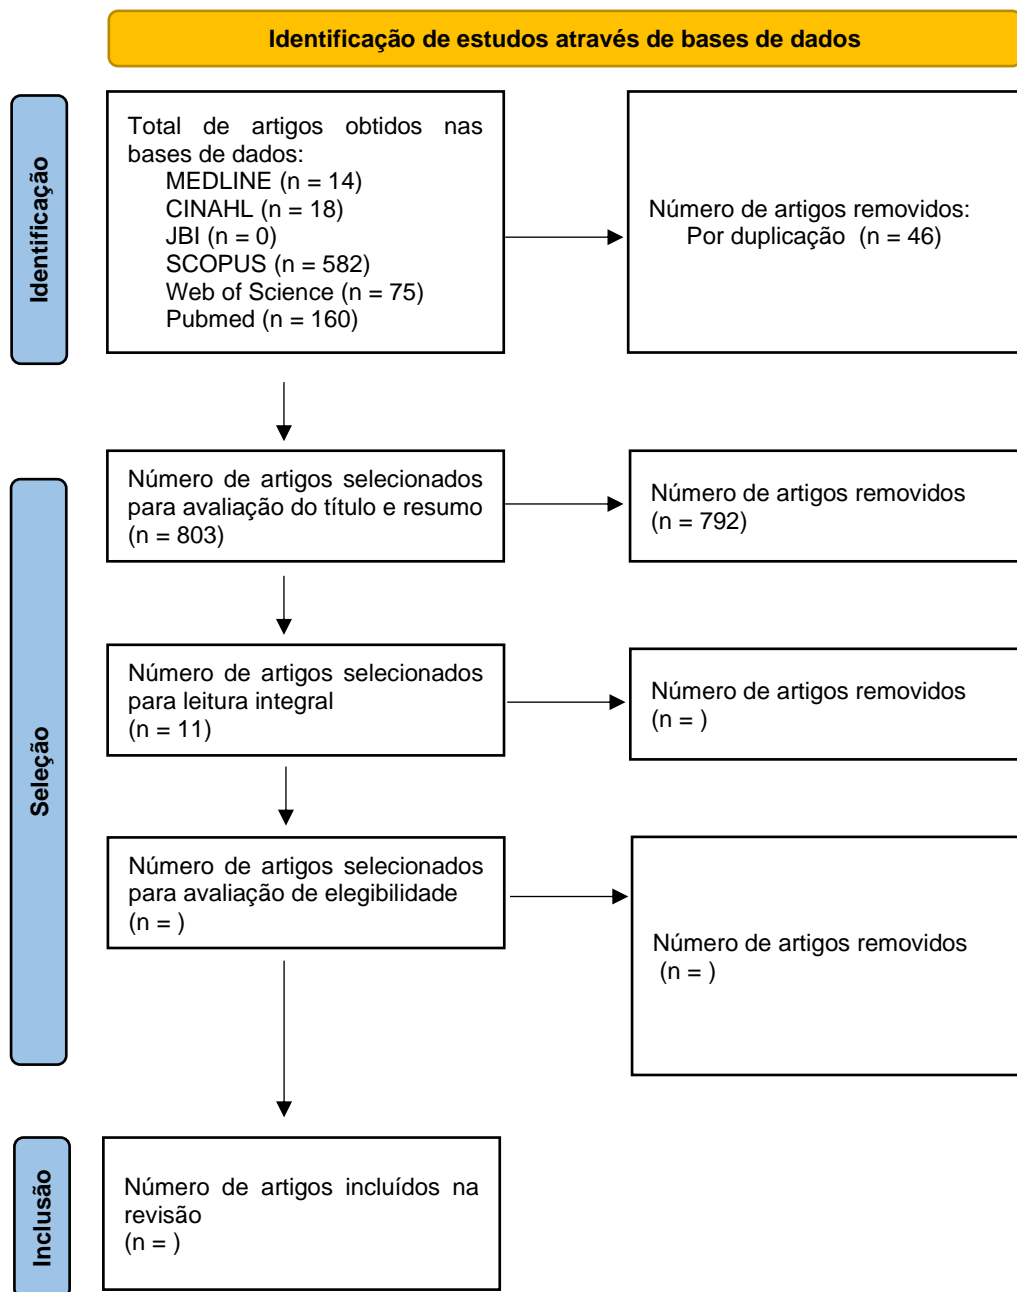 Identificação de estudos através de bases de dados
Identificação
Total de artigos obtidos nas
bases de dados:
MEDLINE (n = 14)
CINAHL (n = 18)
JBI (n = 0)
SCOPUS (n = 582)
Web of Science (n = 75)
Pubmed (n = 160)
Número de artigos removidos:
Por duplicação (n = 46)
Seleção
Número de artigos selecionados
para avaliação do título e resumo
(n = 803)
Número de artigos removidos
(n = 792)
Número de artigos selecionados
para leitura integral
(n = 11)
Número de artigos removidos
(n = )
Número de artigos selecionados
para avaliação de elegibilidade
(n = )
Número de artigos removidos
(n = )
Inclusão
Número de artigos incluídos na
revisão
(n = )